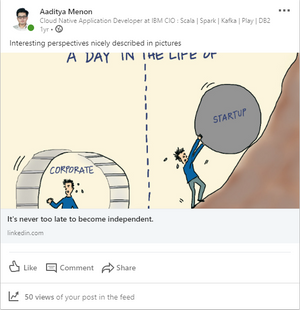 Aaditya Menon
Cloud Native Application Developer at IBM CIO : Scala | Spark | Kafka | Play | DB2
1yr •
Interesting perspectives nicely described in pictures
A DAY IN THE LIFE OF
CORPORATE
STARTUP
It's never too late to become independent.
linkedin.com
Like Comment Share
50 views of your post in the feed